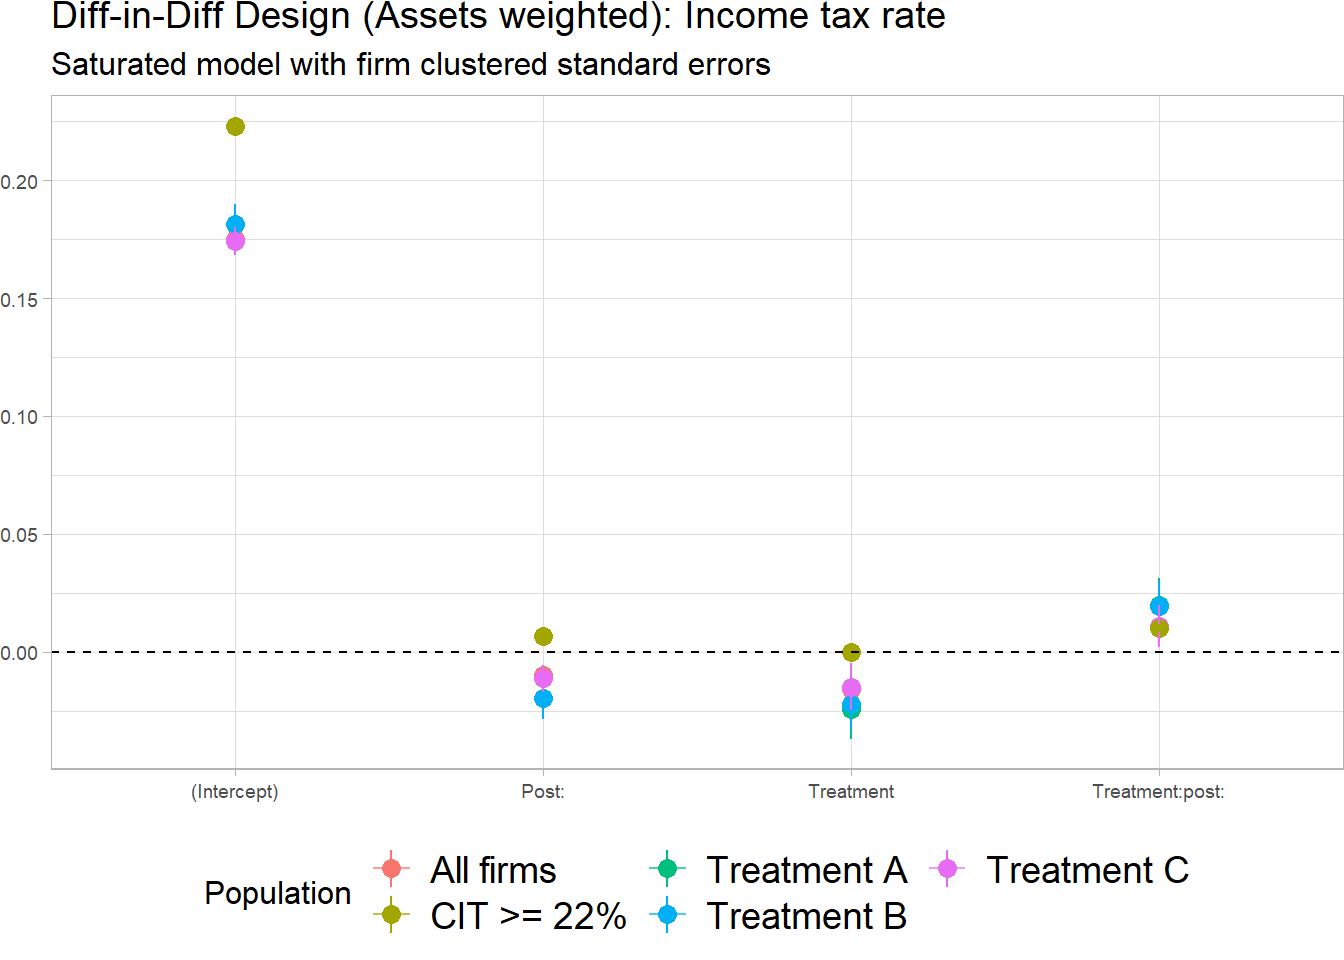 Diff-in-Diff Design (Assets weighted): Income tax rate
Saturated model with firm clustered standard errors
0.20
0.15
0.10
0.05
0.00
(Intercept) Post: Treatment Treatment:post:
Population
All firms Treatment A Treatment C
CIT >= 22% Treatment B